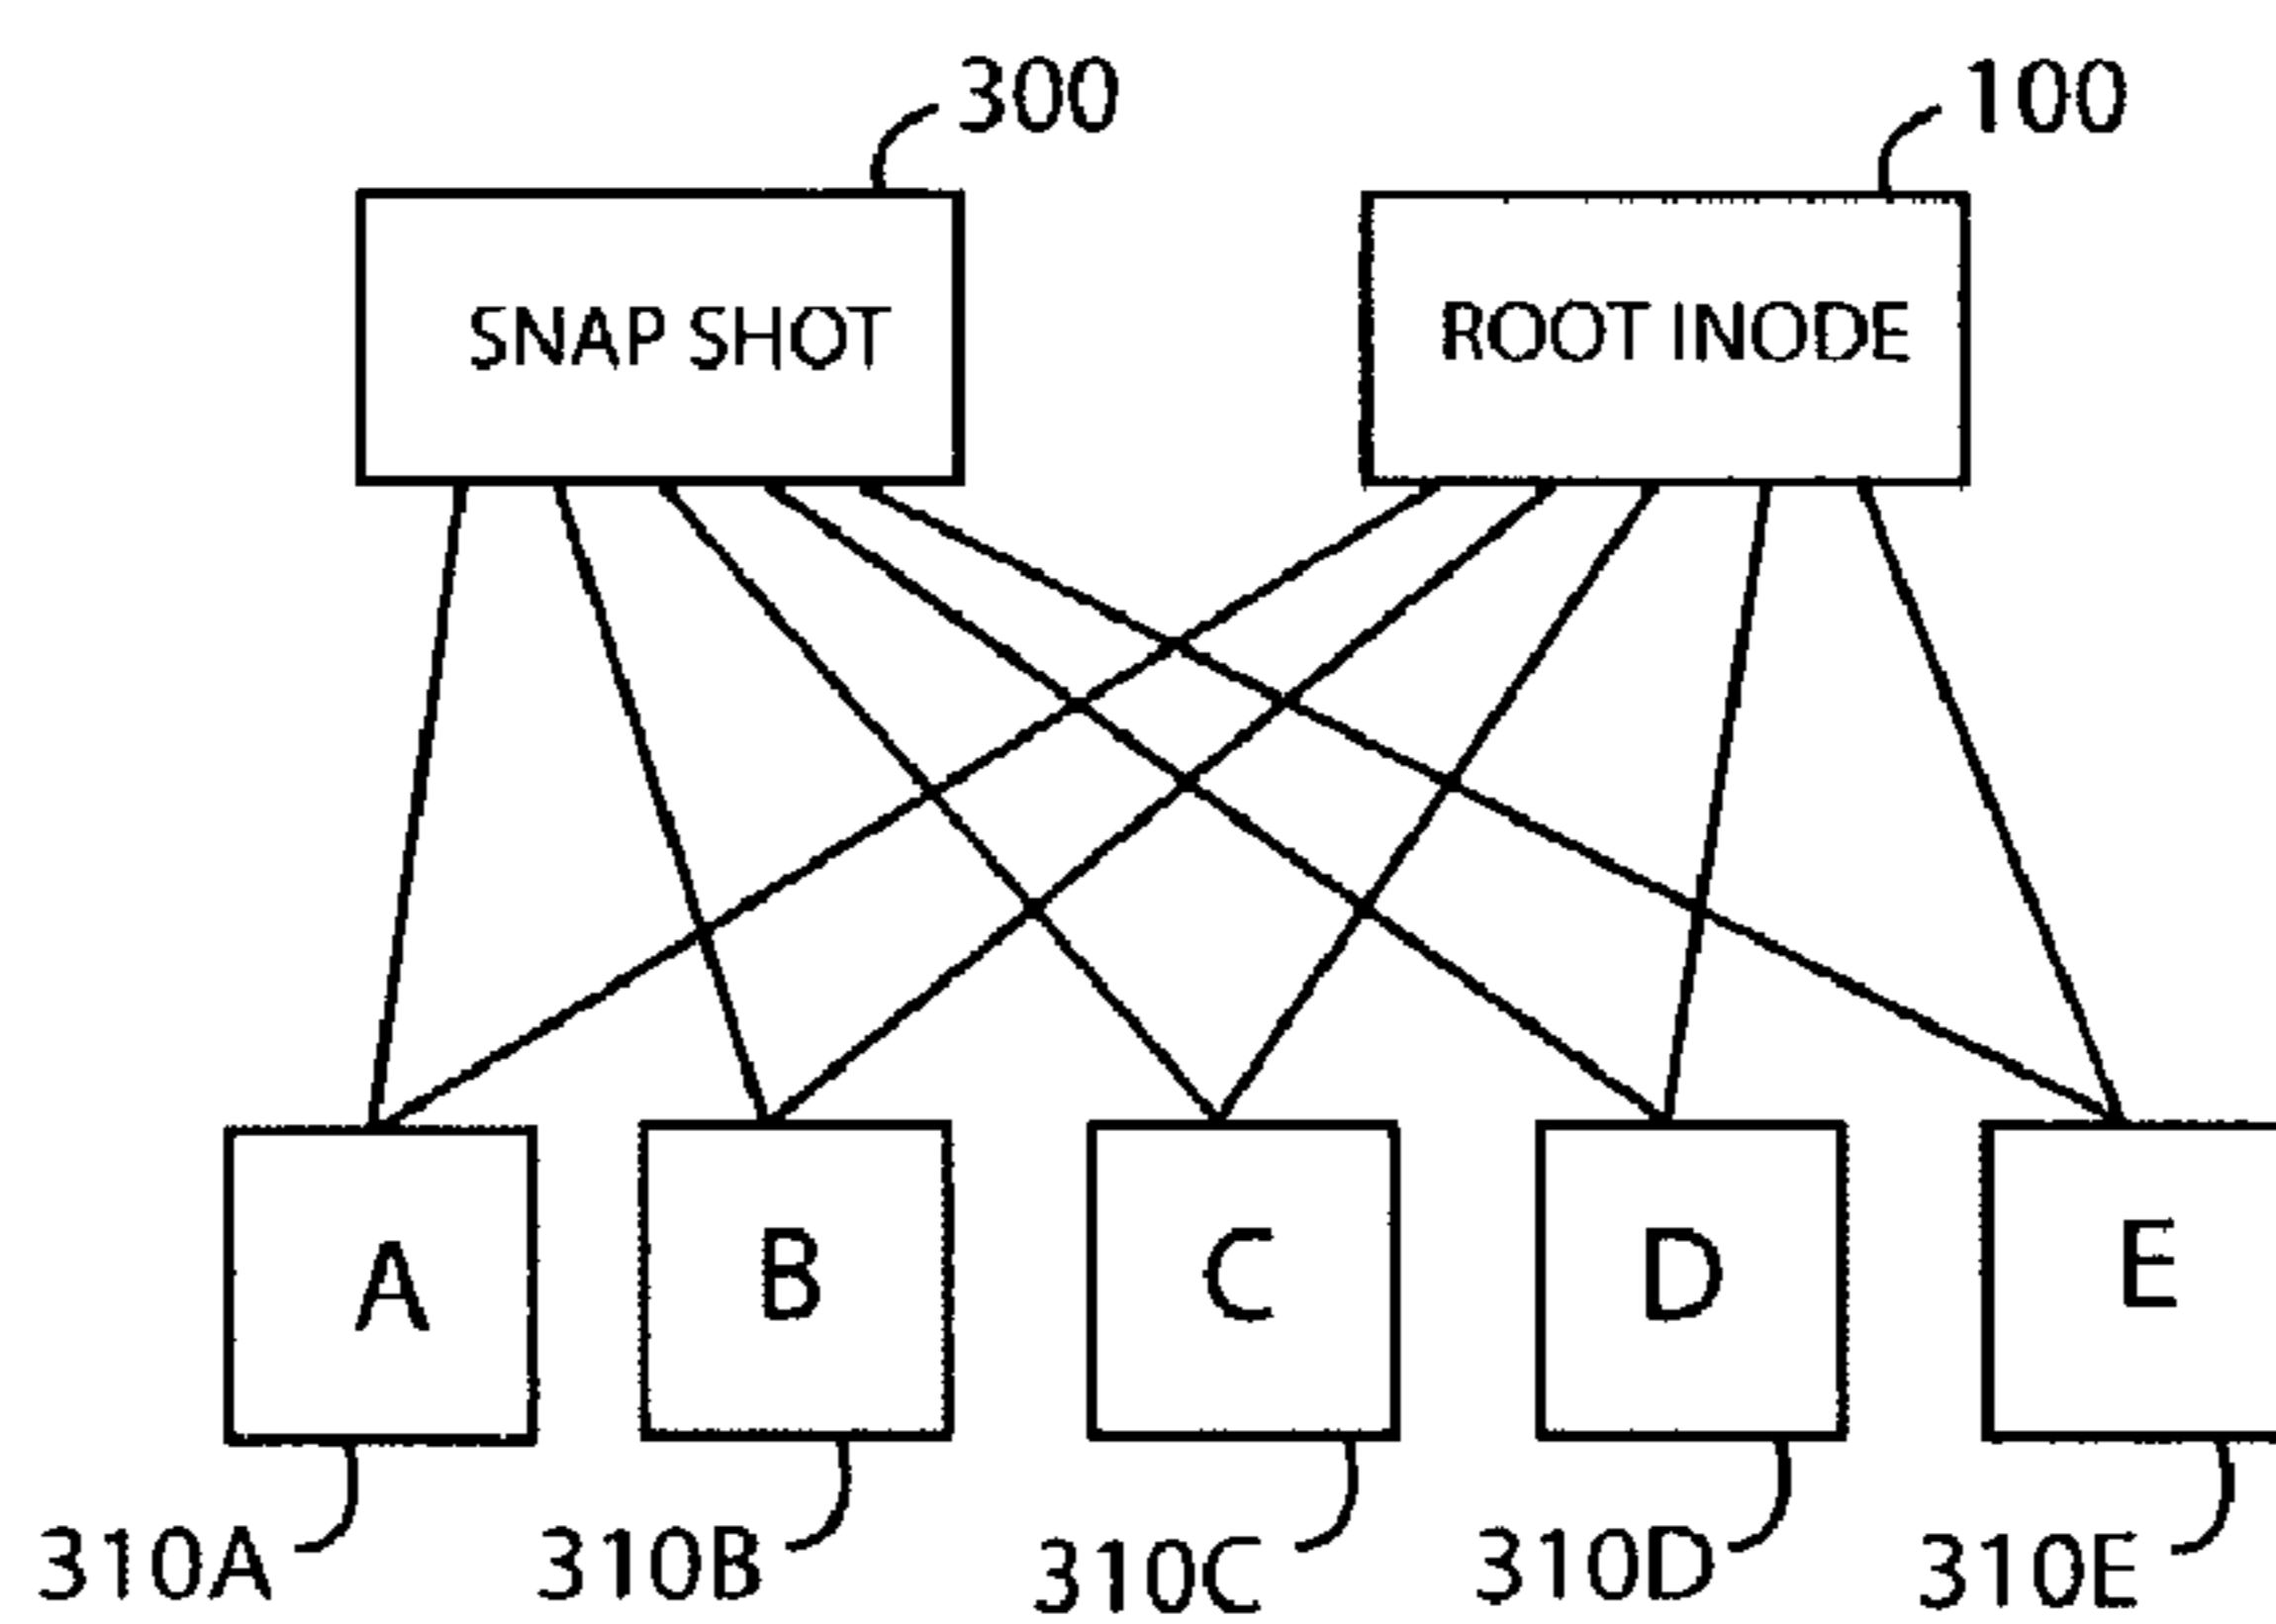 300
100
SNAP SHOT
ROOT INODE
A
B
C
D
E
310A
310B
310C
310D
310E